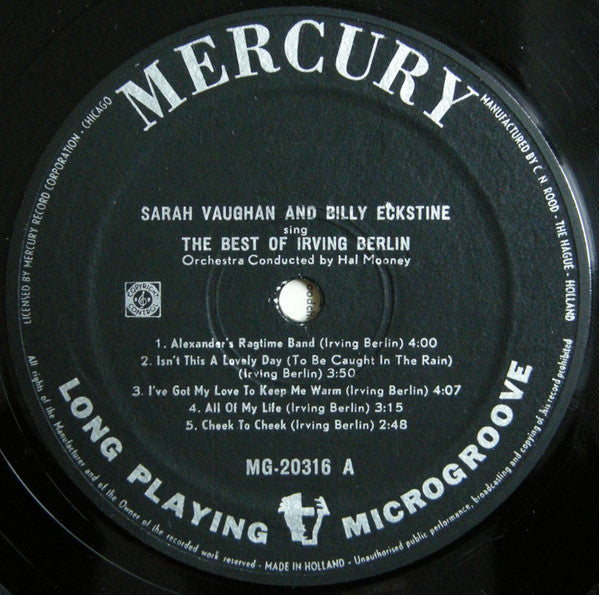 MERCURY
LICENSED BY MERCURY RECORD CORPORATION - CHICAGO
MANUFACTURED BY C. N. ROOD - THE HAGUE - HOLLAND
SARAH VAUGHAN AND BILLY ECKSTINE
sing
THE BEST OF IRVING BERLIN
Orchestra Conducted by Hal Mooney
COPYRIGHT
CONTROL
1. Alexander's Ragtime Band (Irving Berlin) 4:00
2. Isn't This A Lovely Day (To Be Caught In The Rain)
(Irving Berlin) 3:50
3. I've Got My Love To Keep Me Warm (Irving Berlin) 4:07
4. All Of My Life (Irving Berlin) 3:15
5. Cheek To Cheek (Irving Berlin) 2:48
MG-20316 A
LONG PLAYING MICROGROOVE
All rights of the Manufacturer and of the Owner of the recorded work reserved - MADE IN HOLLAND - Unauthorised public performance, broadcasting and copying of this record prohibited